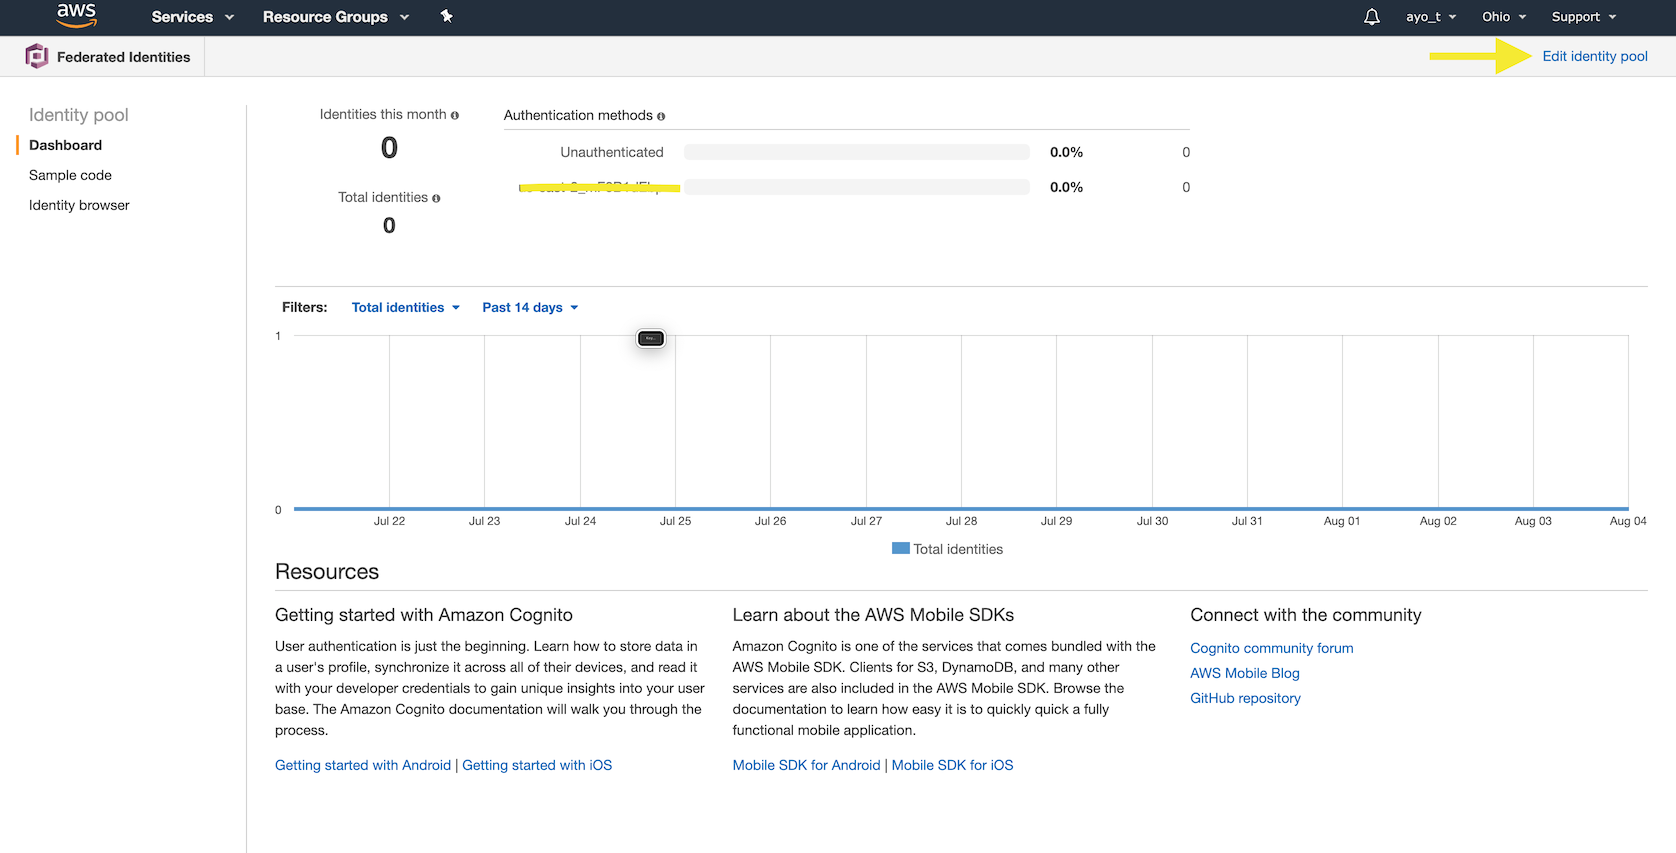 aws Services Resource Groups ayo_t Ohio Support
Federated Identities Edit identity pool
Identity pool
Dashboard
Sample code
Identity browser
Identities this month
0
Total identities
0
Authentication methods
Unauthenticated 0.0% 0
0.0% 0
Filters: Total identities Past 14 days
1
0
Jul 22 Jul 23 Jul 24 Jul 25 Jul 26 Jul 27 Jul 28 Jul 29 Jul 30 Jul 31 Aug 01 Aug 02 Aug 03 Aug 04
Total identities
Resources
Getting started with Amazon Cognito
User authentication is just the beginning. Learn how to store data in
a user's profile, synchronize it across all of their devices, and read it
with your developer credentials to gain unique insights into your user
base. The Amazon Cognito documentation will walk you through the
process.
Getting started with Android | Getting started with iOS
Learn about the AWS Mobile SDKs
Amazon Cognito is one of the services that comes bundled with the
AWS Mobile SDK. Clients for S3, DynamoDB, and many other
services are also included in the AWS Mobile SDK. Browse the
documentation to learn how easy it is to quickly quick a fully
functional mobile application.
Mobile SDK for Android | Mobile SDK for iOS
Connect with the community
Cognito community forum
AWS Mobile Blog
GitHub repository